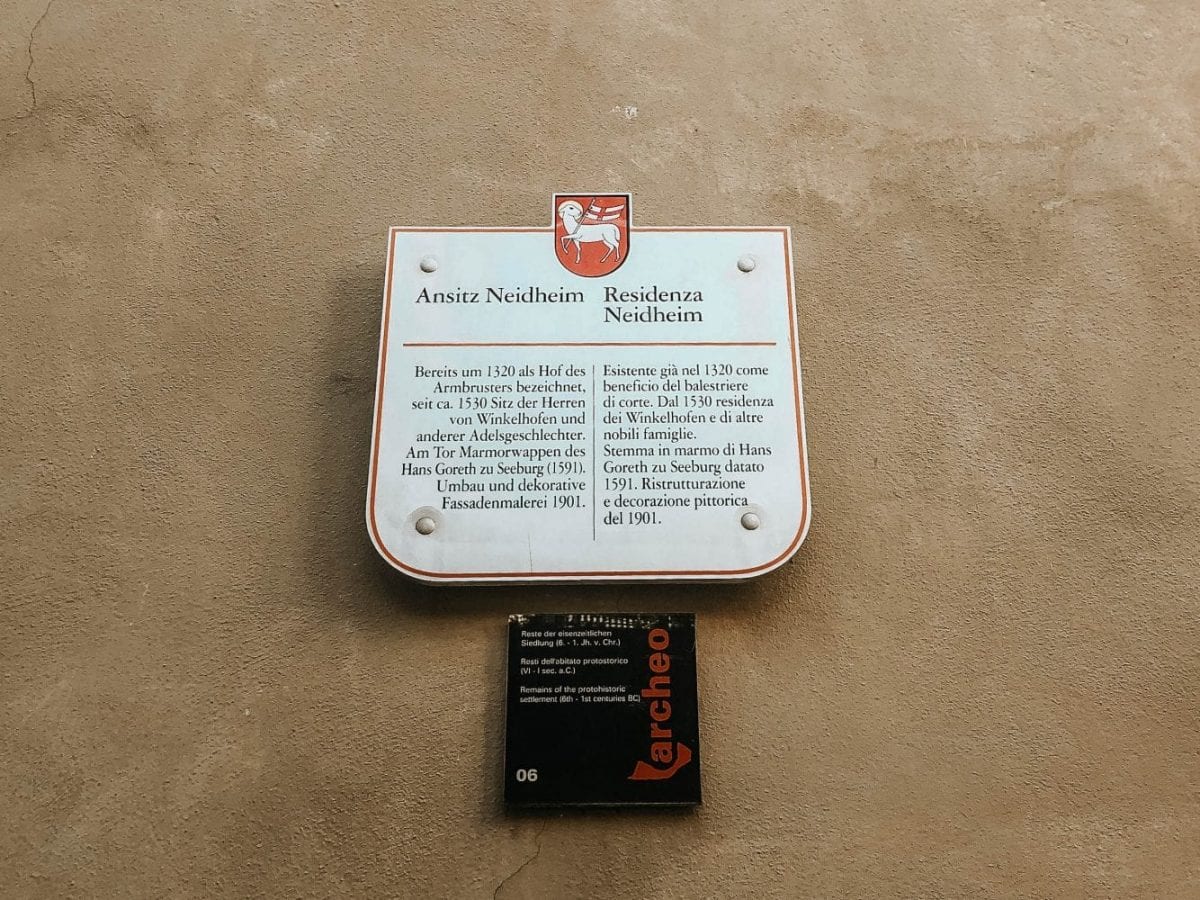 Ansitz Neidheim
Bereits um 1320 als Hof des
Armbrusters bezeichnet,
seit ca. 1530 Sitz der Herren
von Winkelhofen und
anderer Adelsgeschlechter.
Am Tor Marmorwappen des
Hans Goreth zu Seeburg (1591).
Umbau und dekorative
Fassadenmalerei 1901.
Residenza
Neidheim
Esistente già nel 1320 come
beneficio del balestriere
di corte. Dal 1530 residenza
dei Winkelhofen e di altre
nobili famiglie.
Stemma in marmo di Hans
Goreth zu Seeburg datato
1591. Ristrutturazione
e decorazione pittorica
del 1901.
Reste der eisenzeitlichen
Siedlung (6. - 1. Jh. v. Chr.)
Resti dell'abitato protostorico
(VI - I sec. a.C.)
Remains of the protohistoric
settlement (6th - 1st centuries BC)
archeo
06